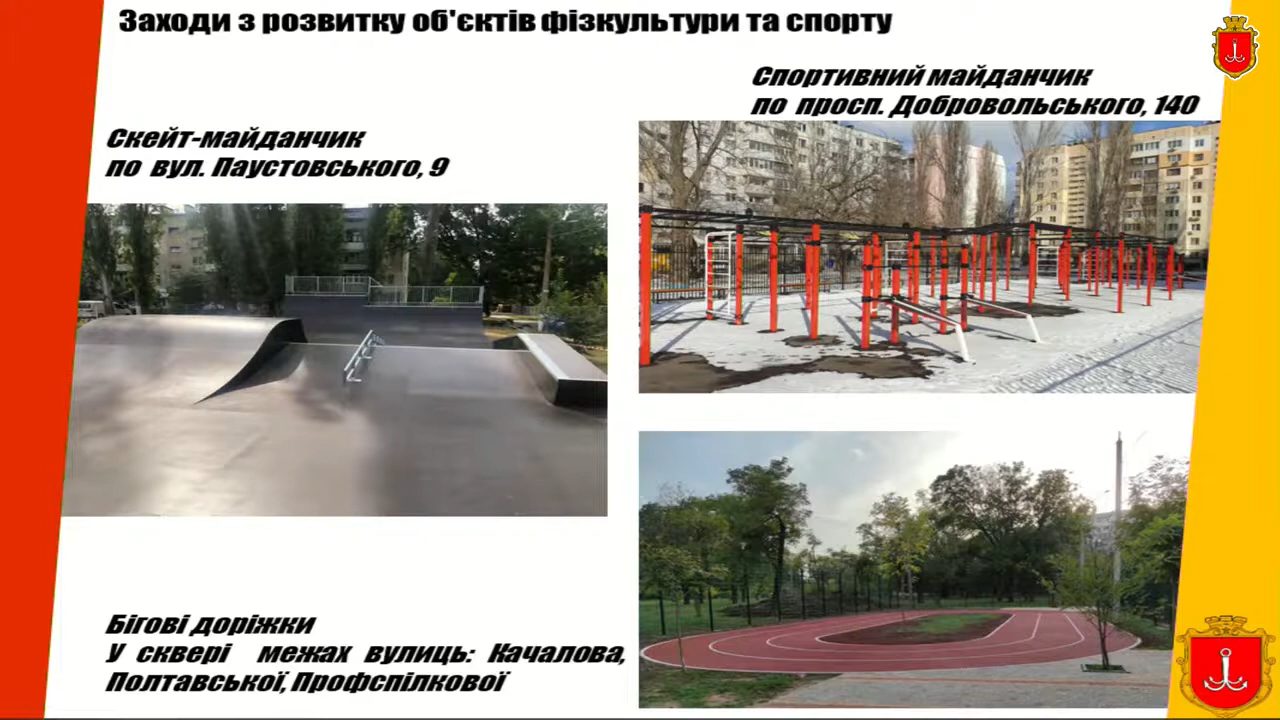 Заходи з розвитку об'єктів фізкультури та спорту
Спортивний майданчик
по просп. Добровольського, 140
Скейт-майданчик
по вул. Паустовського, 9
Бігові доріжки
У сквері межах вулиць: Качалова,
Полтавської, Профспілкової